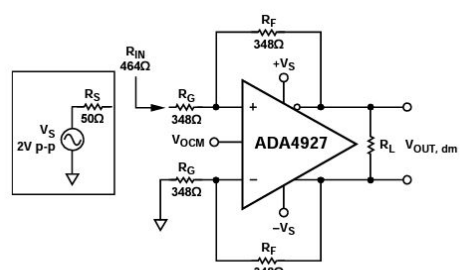 RF
348Ω
RIN
464Ω
+VS
RS
50Ω
RG
348Ω
+
VS
2V p-p
VOCM
ADA4927
RL
VOUT, dm
RG
348Ω
–
–VS
RF
348Ω